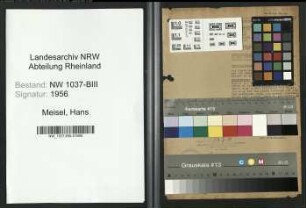 Landesarchiv NRW
Abteilung Rheinland
Bestand: NW 1037-BIII
Signatur: 1956
Meisel, Hans
Farbkarte #13
Grauskala #13
C M